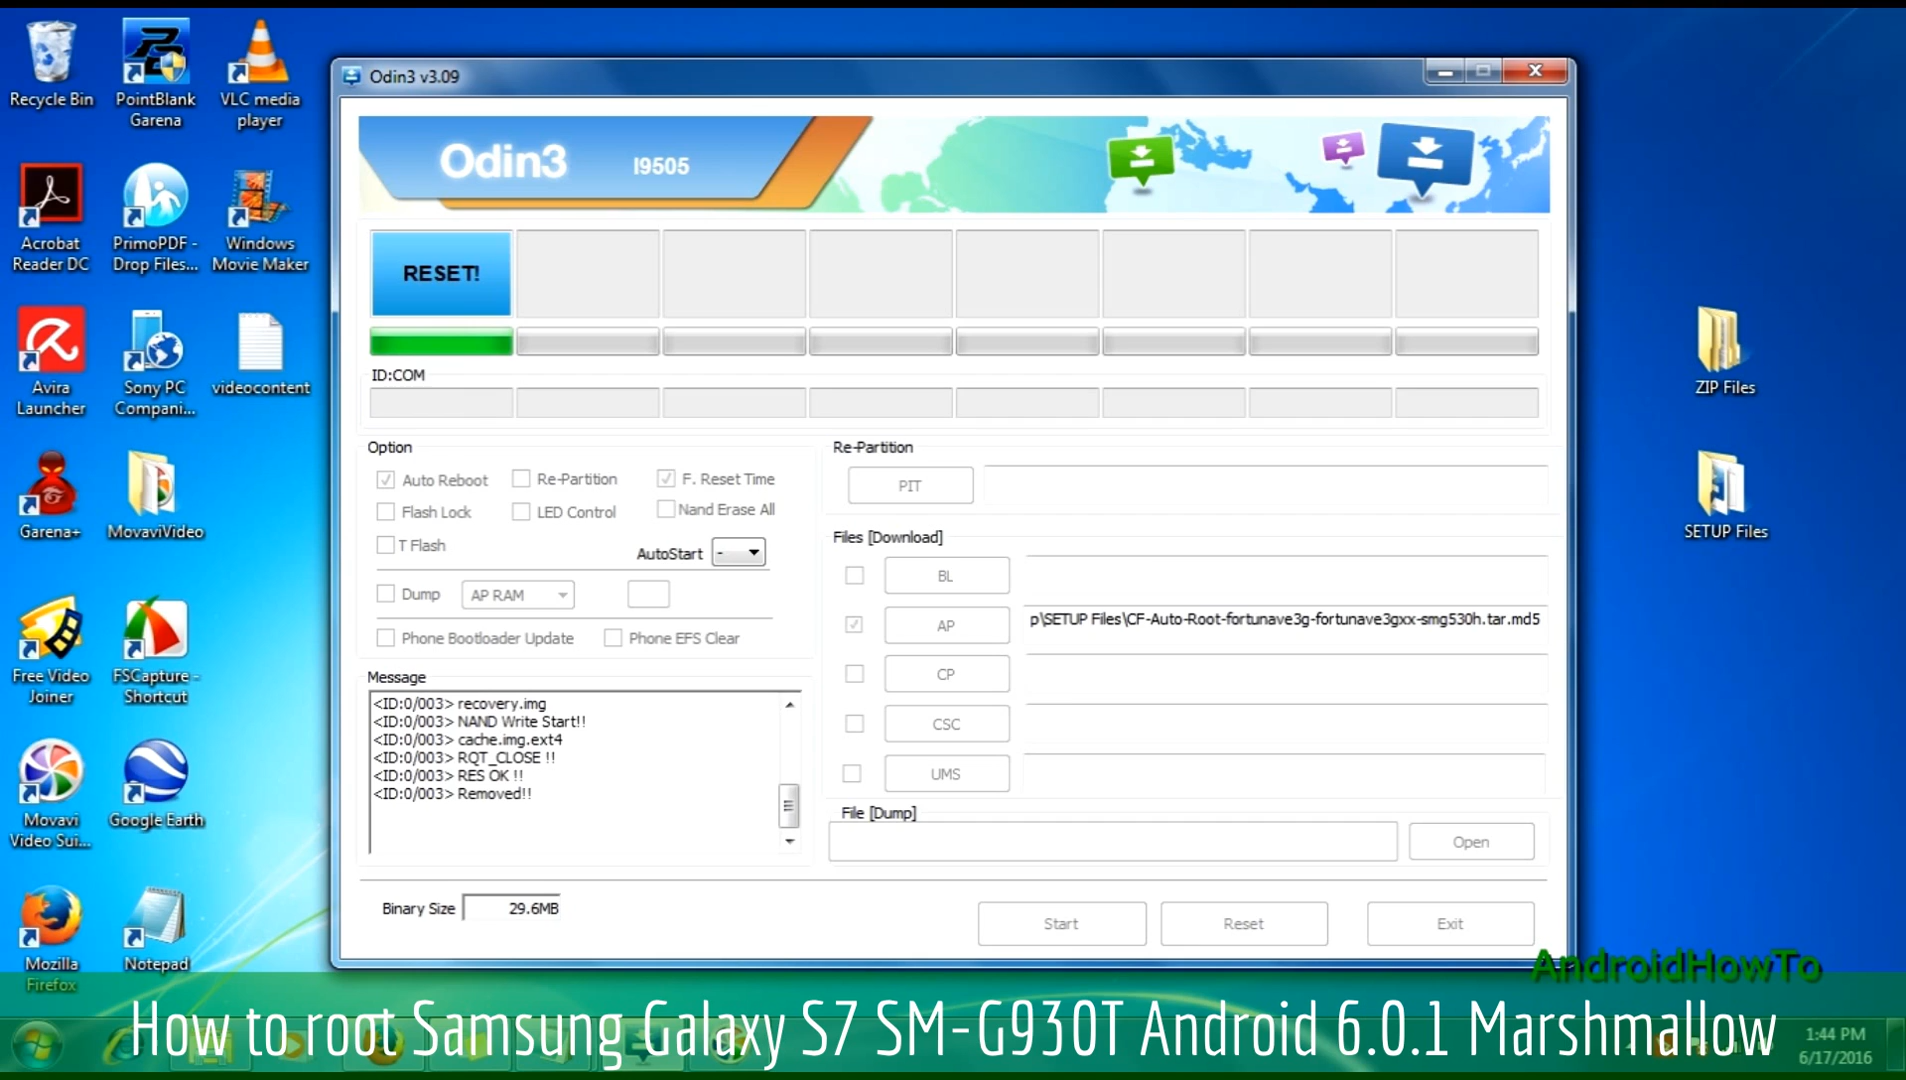 Recycle Bin
PointBlank
Garena
VLC media
player
Acrobat
Reader DC
PrimoPDF -
Drop Files...
Windows
Movie Maker
Avira
Launcher
Sony PC
Compani...
videocontent
Garena+
MovaviVideo
Free Video
Joiner
FSCapture -
Shortcut
Movavi
Video Sui...
Google Earth
Mozilla
Firefox
Notepad
ZIP Files
SETUP Files
Odin3 v3.09
Odin3 I9505
RESET!
ID:COM
Option
Auto Reboot
Re-Partition
F. Reset Time
Flash Lock
LED Control
Nand Erase All
T Flash
AutoStart -
Dump
AP RAM
Phone Bootloader Update
Phone EFS Clear
Message
<ID:0/003> recovery.img
<ID:0/003> NAND Write Start!!
<ID:0/003> cache.img.ext4
<ID:0/003> RQT_CLOSE !!
<ID:0/003> RES OK !!
<ID:0/003> Removed!!
Re-Partition
PIT
Files [Download]
BL
AP
p\SETUP Files\CF-Auto-Root-fortunave3g-fortunave3gxx-smg530h.tar.md5
CP
CSC
UMS
File [Dump]
Open
Binary Size 29.6MB
Start
Reset
Exit
AndroidHowTo
How to root Samsung Galaxy S7 SM-G930T Android 6.0.1 Marshmallow
1:44 PM
6/17/2016